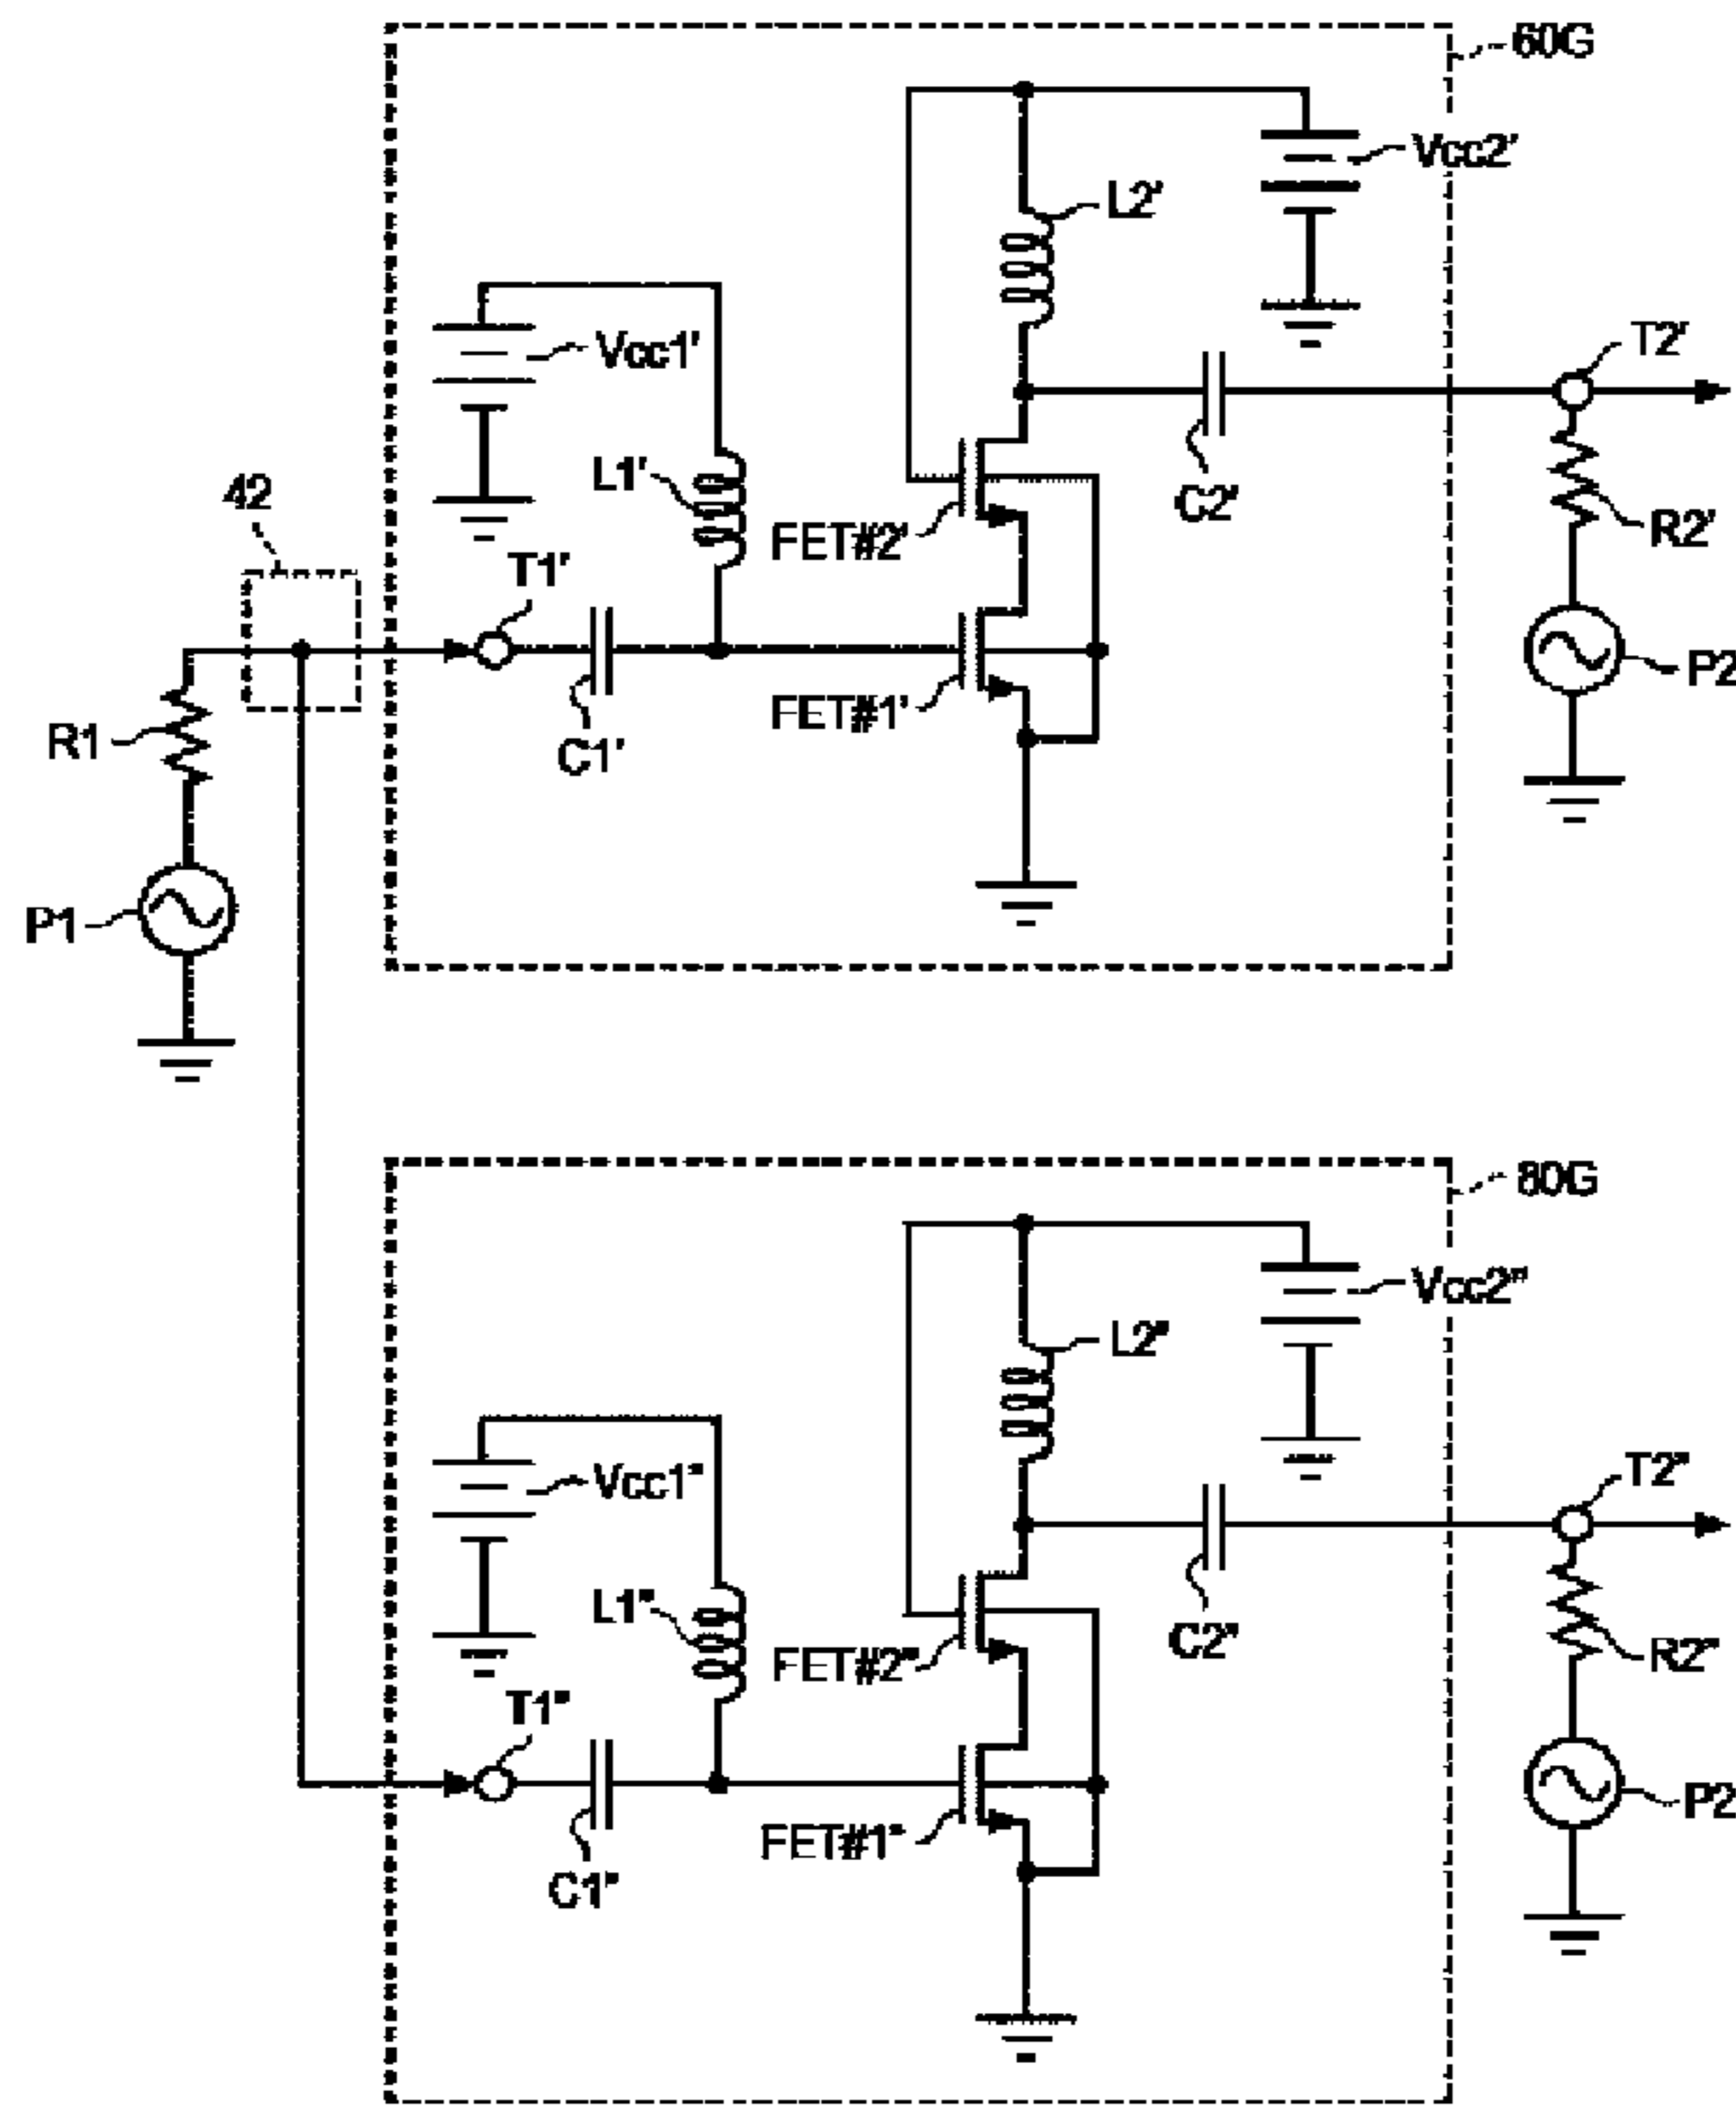 60G
Vcc2'
L2'
Vcc1'
T2'
L1'
42
C2'
FET#2'
R2'
T1'
P2
FET#1'
R1
C1'
P1
80G
Vcc2"
L2"
T2"
Vcc1"
L1"
C2"
FET#2"
R2"
T1"
P2
FET#1"
C1"